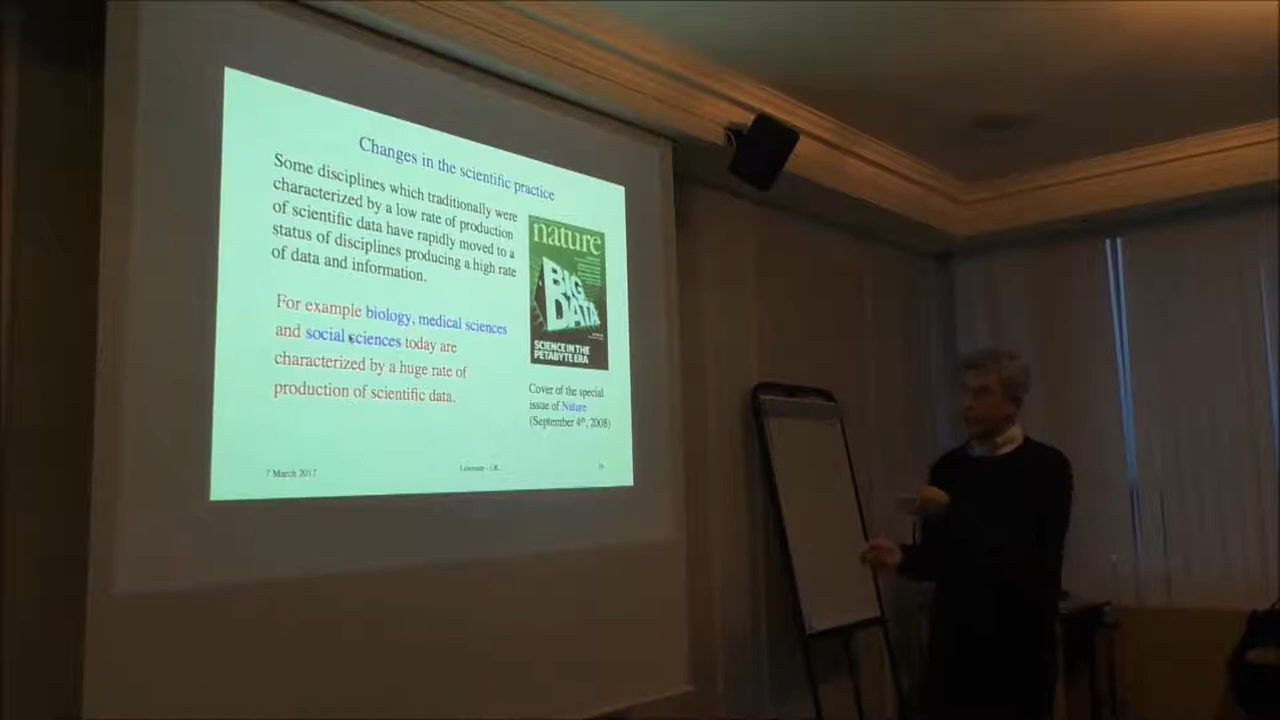 Changes in the scientific practice
Some disciplines which traditionally were
characterized by a low rate of production
of scientific data have rapidly moved to a
status of disciplines producing a high rate
of data and information.
For example biology, medical sciences
and social sciences today are
characterized by a huge rate of
production of scientific data.
nature
BIG
DATA
SCIENCE IN THE
PETABYTE ERA
Cover of the special
issue of Nature
(September 4th, 2008)
7 March 2017